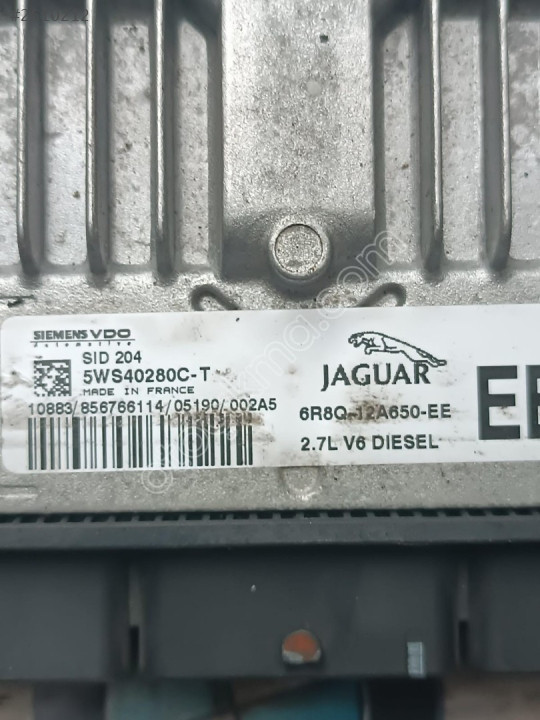 SIEMENS VDO
Automotive
SID 204
5WS40280C-T
MADE IN FRANCE
10883/856766114/05190/.002A5
JAGUAR
6R8Q-12A650-EE
2.7L V6 DIESEL
EE